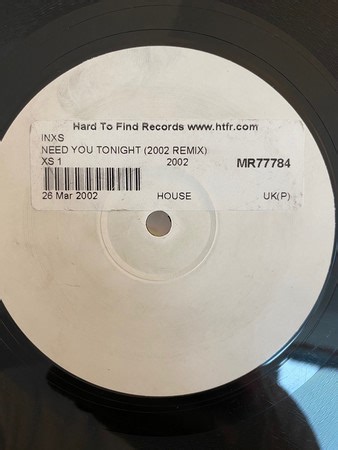 Hard To Find Records www.htfr.com
INXS
NEED YOU TONIGHT (2002 REMIX)
XS 1 2002 MR77784
26 Mar 2002 HOUSE UK(P)